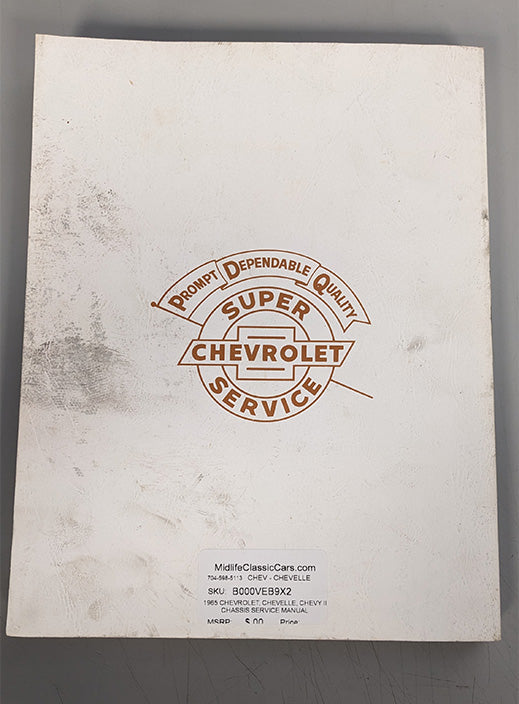 PROMPT DEPENDABLE QUALITY
SUPER
CHEVROLET
SERVICE
MidlifeClassicCars.com
704-598-5113 CHEV - CHEVELLE
SKU: B000VEB9X2
1965 CHEVROLET, CHEVELLE, CHEVY II
CHASSIS SERVICE MANUAL
MSRP $.00 Price: